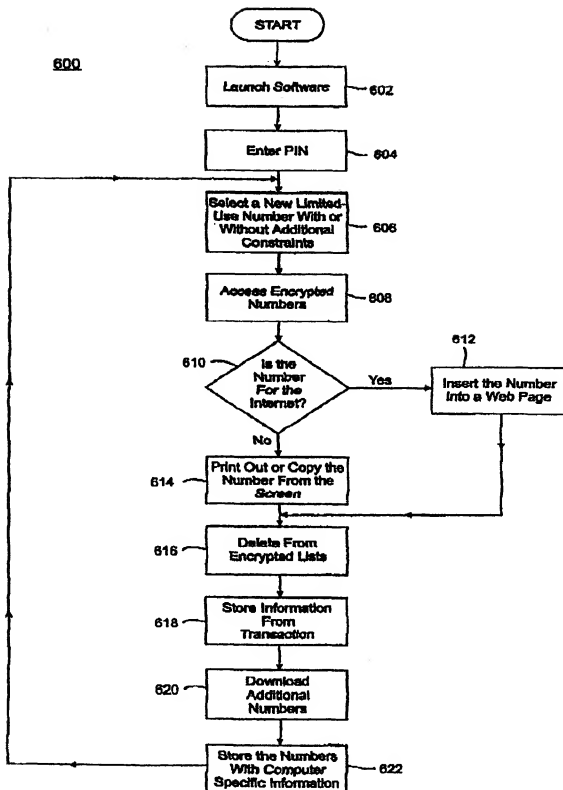 START
600
Launch Software
602
Enter PIN
604
Select a New Limited-
Use Number With or
Without Additional
Constraints
606
Access Encrypted
Numbers
608
610
Is the
Number
For the
Internet?
Yes
612
Insert the Number
Into a Web Page
No
614
Print Out or Copy the
Number From the
Screen
616
Delete From
Encrypted Lists
618
Store Information
From
Transaction
620
Download
Additional
Numbers
Store the Numbers
With Computer
Specific Information
622